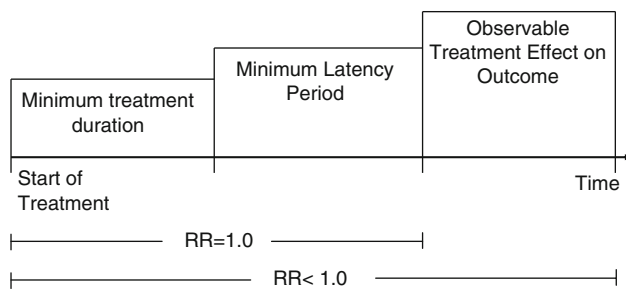 Minimum treatment
duration
Minimum Latency
Period
Observable
Treatment Effect on
Outcome
Start of
Treatment
Time
RR=1.0
RR< 1.0